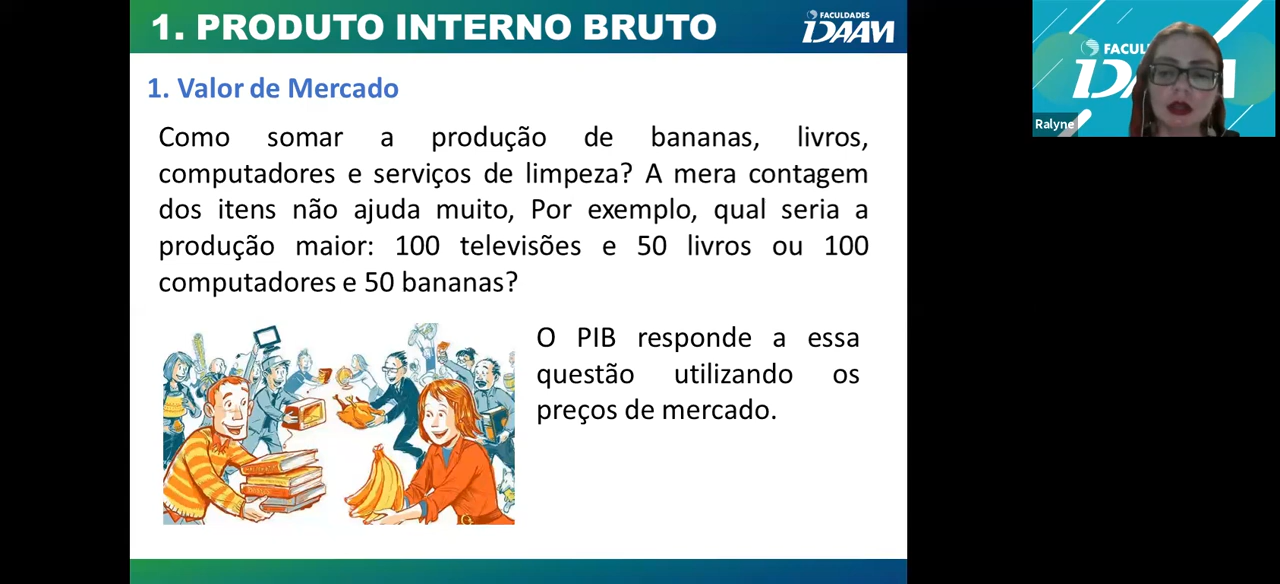 1. PRODUTO INTERNO BRUTO
FACULDADES
IDAAM
1. Valor de Mercado
Como somar a produção de bananas, livros,
computadores e serviços de limpeza? A mera contagem
dos itens não ajuda muito, Por exemplo, qual seria a
produção maior: 100 televisões e 50 livros ou 100
computadores e 50 bananas?
O PIB responde a essa
questão utilizando os
preços de mercado.
FACUL
Ralyne